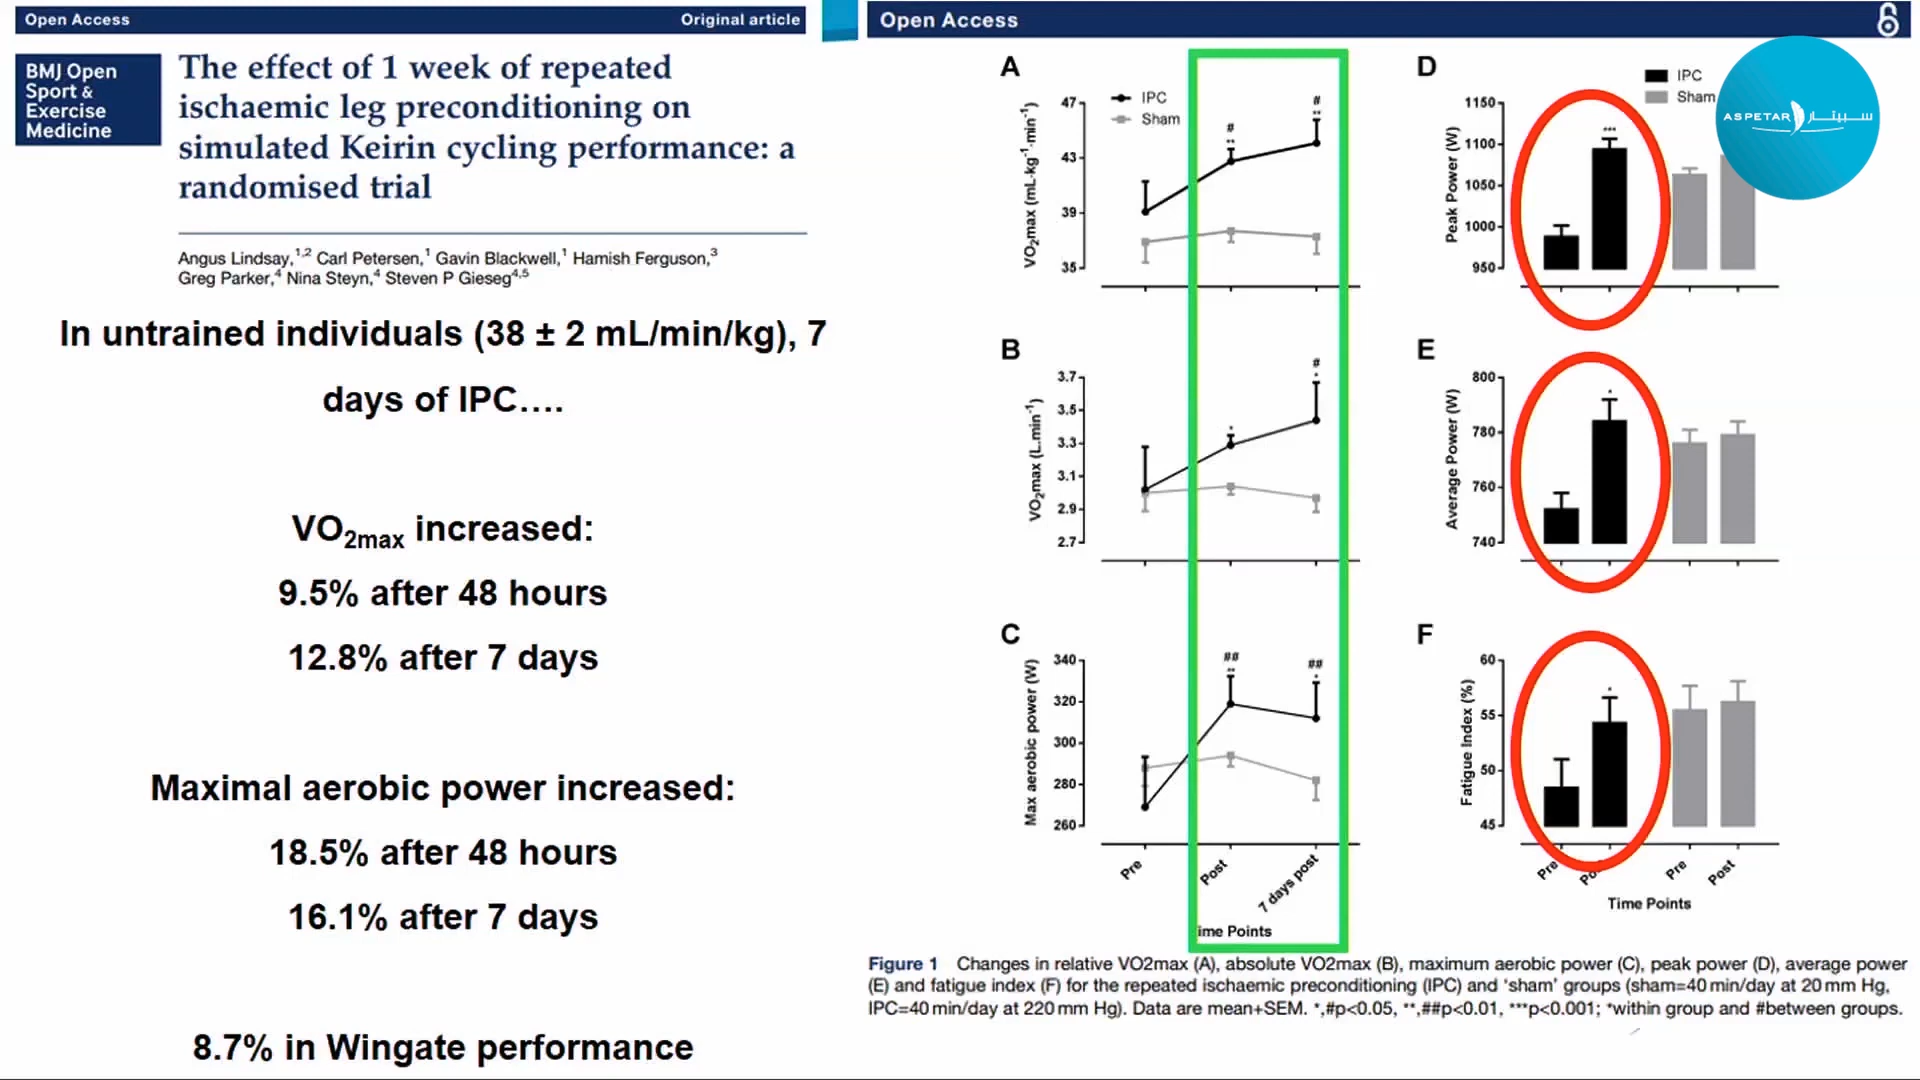 Open Access Original article
BMJ Open
Sport &
Exercise
Medicine
The effect of 1 week of repeated
ischaemic leg preconditioning on
simulated Keirin cycling performance: a
randomised trial
Angus Lindsay,1,2 Carl Petersen,1 Gavin Blackwell,1 Hamish Ferguson,3
Greg Parker,4 Nina Steyn,4 Steven P Gieseg4,5
In untrained individuals (38 ± 2 mL/min/kg), 7
days of IPC....
VO2max increased:
9.5% after 48 hours
12.8% after 7 days
Maximal aerobic power increased:
18.5% after 48 hours
16.1% after 7 days
8.7% in Wingate performance
Open Access
A
IPC
Sham
VO2max (mL·kg-1·min-1)
47
43
39
35
#
**
#
**
B
VO2max (L.min-1)
3.7
3.5
3.3
3.1
2.9
2.7
*
#
*
C
Max aerobic power (W)
340
320
300
280
260
##
**
##
*
Pre
Post
7 days post
ime Points
D
IPC
Sham
Peak Power (W)
1150
1100
1050
1000
950
***
E
Average Power (W)
800
780
760
740
*
F
Fatigue Index (%)
60
55
50
45
*
Pre
Pre
Post
Time Points
ASPETAR سبيتار
Figure 1 Changes in relative VO2max (A), absolute VO2max (B), maximum aerobic power (C), peak power (D), average power
(E) and fatigue index (F) for the repeated ischaemic preconditioning (IPC) and 'sham' groups (sham=40 min/day at 20 mm Hg,
IPC=40 min/day at 220 mm Hg). Data are mean+SEM. *,#p<0.05, **,##p<0.01, ***p<0.001; *within group and #between groups.